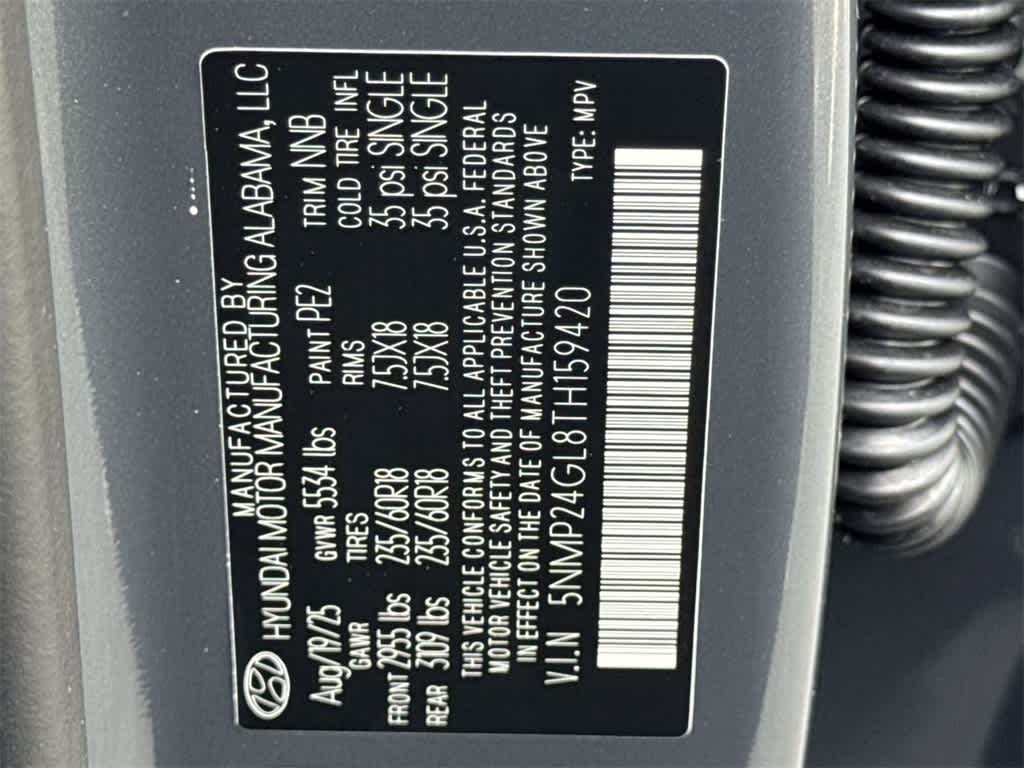 MANUFACTURED BY
HYUNDAI MOTOR MANUFACTURING ALABAMA, LLC
Aug/19/25 GVWR 5534 lbs PAINT PE2 TRIM NNB
GAWR TIRES RIMS COLD TIRE INFL
FRONT 2955 lbs 235/60R18 7.5JX18 35 psi SINGLE
REAR 3109 lbs 235/60R18 7.5JX18 35 psi SINGLE
THIS VEHICLE CONFORMS TO ALL APPLICABLE U.S.A. FEDERAL
MOTOR VEHICLE SAFETY AND THEFT PREVENTION STANDARDS
IN EFFECT ON THE DATE OF MANUFACTURE SHOWN ABOVE
V.I.N 5NMP24GL8TH159420 TYPE: MPV